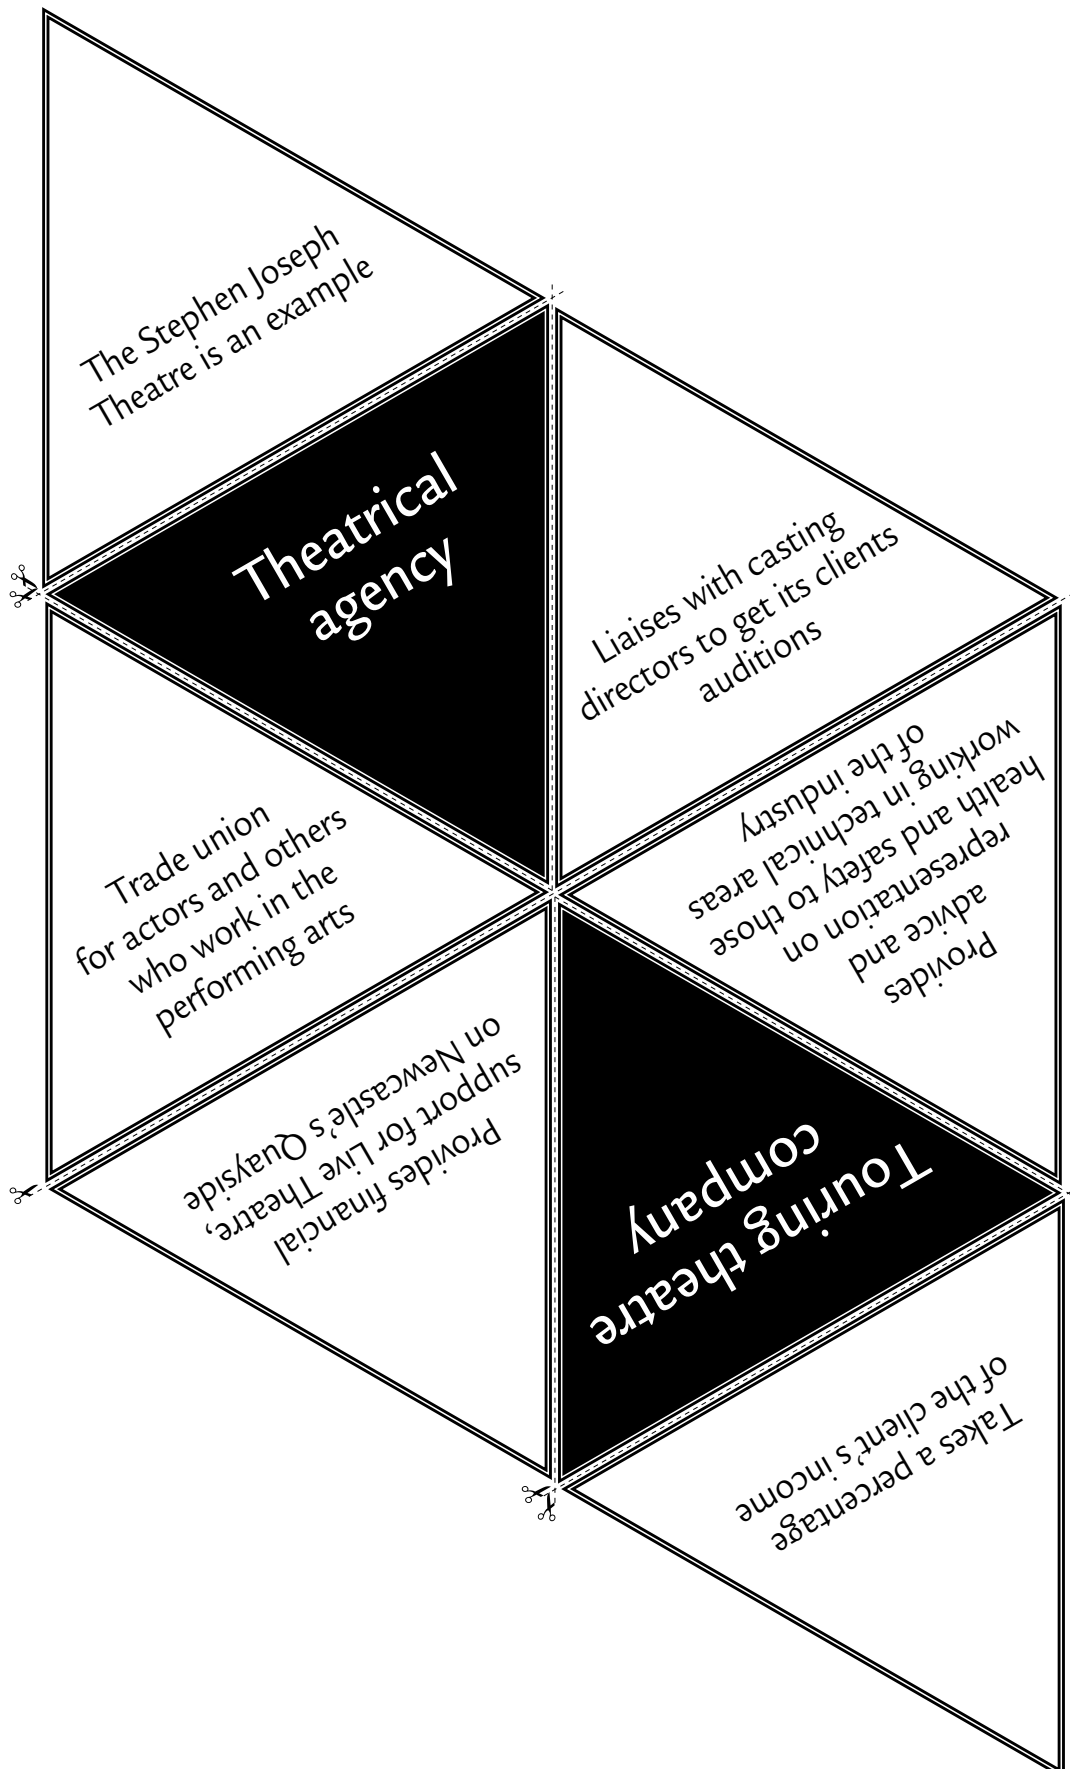 The Stephen Joseph
Theatre is an example
Theatrical
agency
Liaises with casting
directors to get its clients
auditions
Trade union
for actors and others
who work in the
performing arts
Provides
advice and
representation on
health and safety to those
working in technical areas
of the industry
Provides financial
support for Live Theatre,
on Newcastle’s Quayside
Touring theatre
company
Takes a percentage
of the client’s income